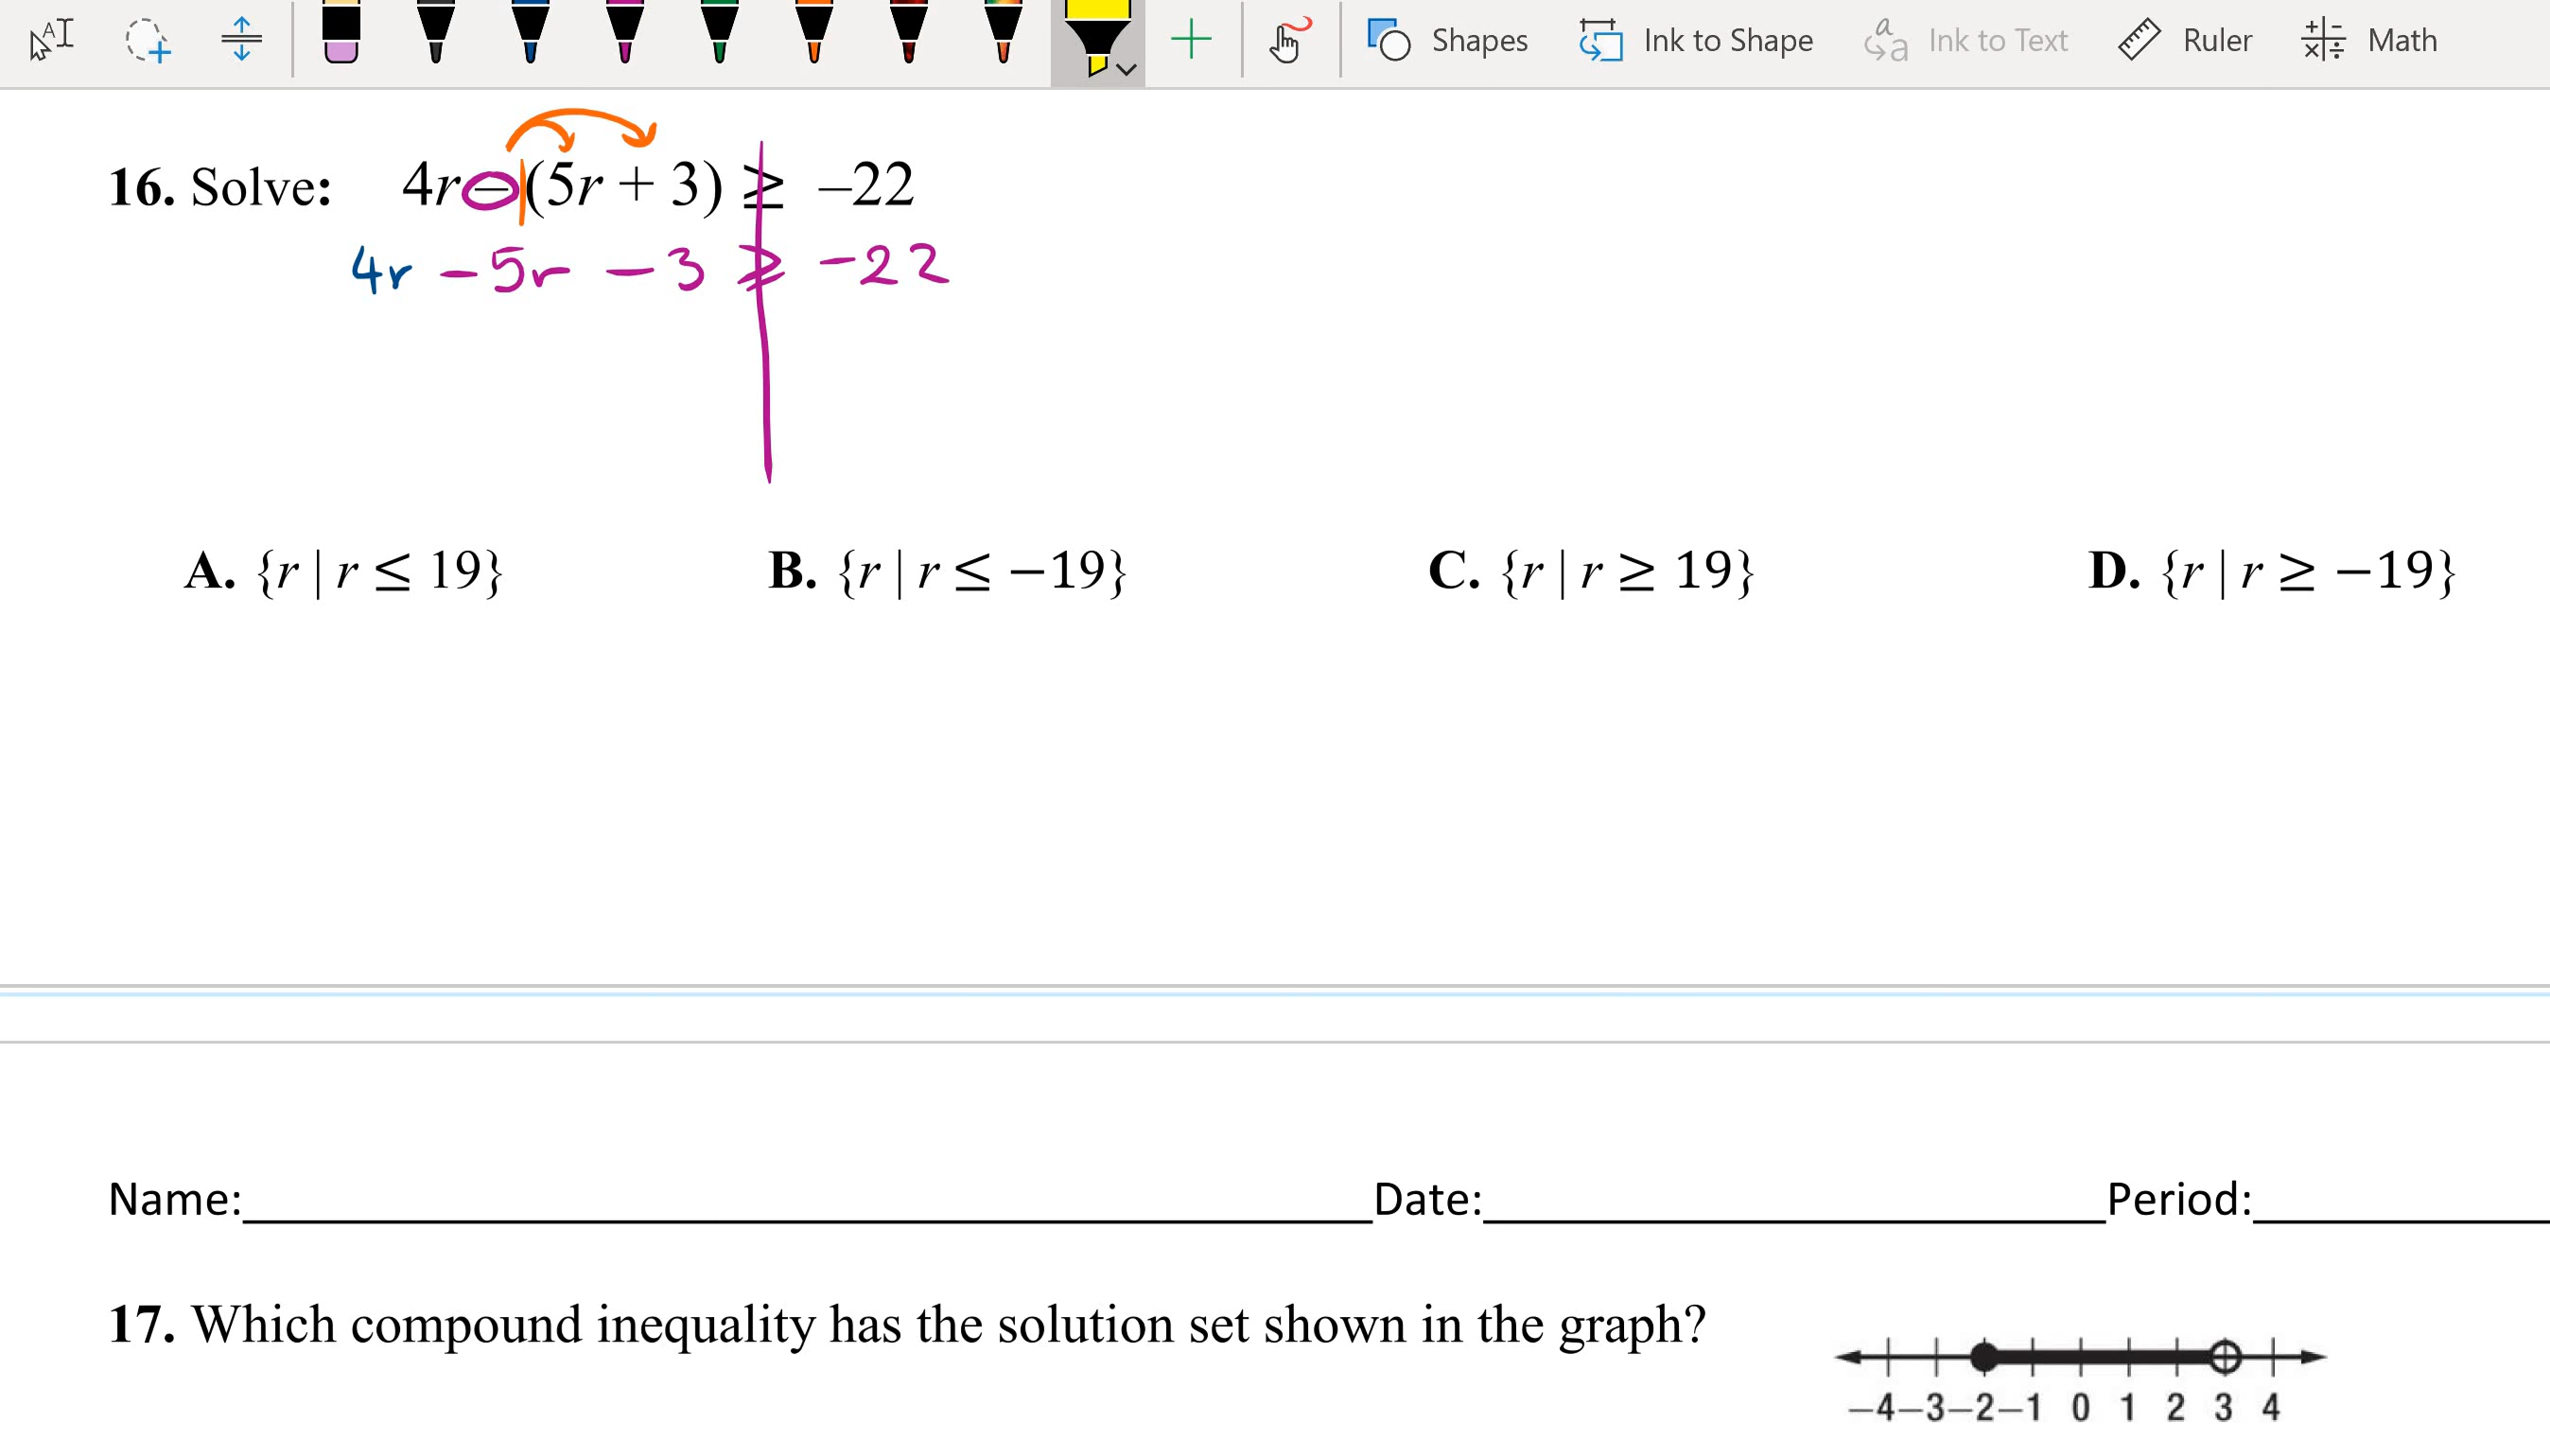 Shapes Ink to Shape Ink to Text Ruler Math
16. Solve: 4r – (5r + 3) ≥ –22
4r – 5r – 3 ≥ –22
A. {r | r ≤ 19} B. {r | r ≤ −19} C. {r | r ≥ 19} D. {r | r ≥ −19}
Name: Date: Period:
17. Which compound inequality has the solution set shown in the graph?
–4 –3 –2 –1 0 1 2 3 4